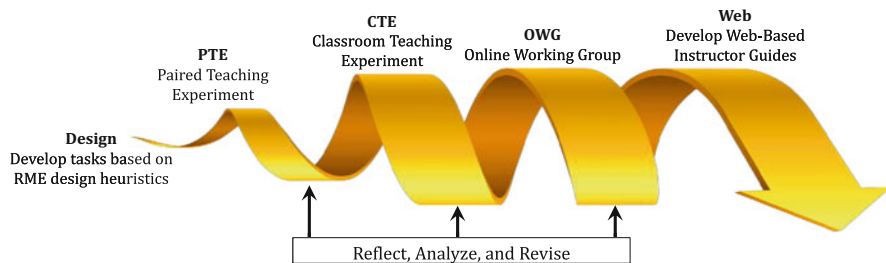 Design
Develop tasks based on
RME design heuristics
PTE
Paired Teaching
Experiment
CTE
Classroom Teaching
Experiment
OWG
Online Working Group
Web
Develop Web-Based
Instructor Guides
Reflect, Analyze, and Revise